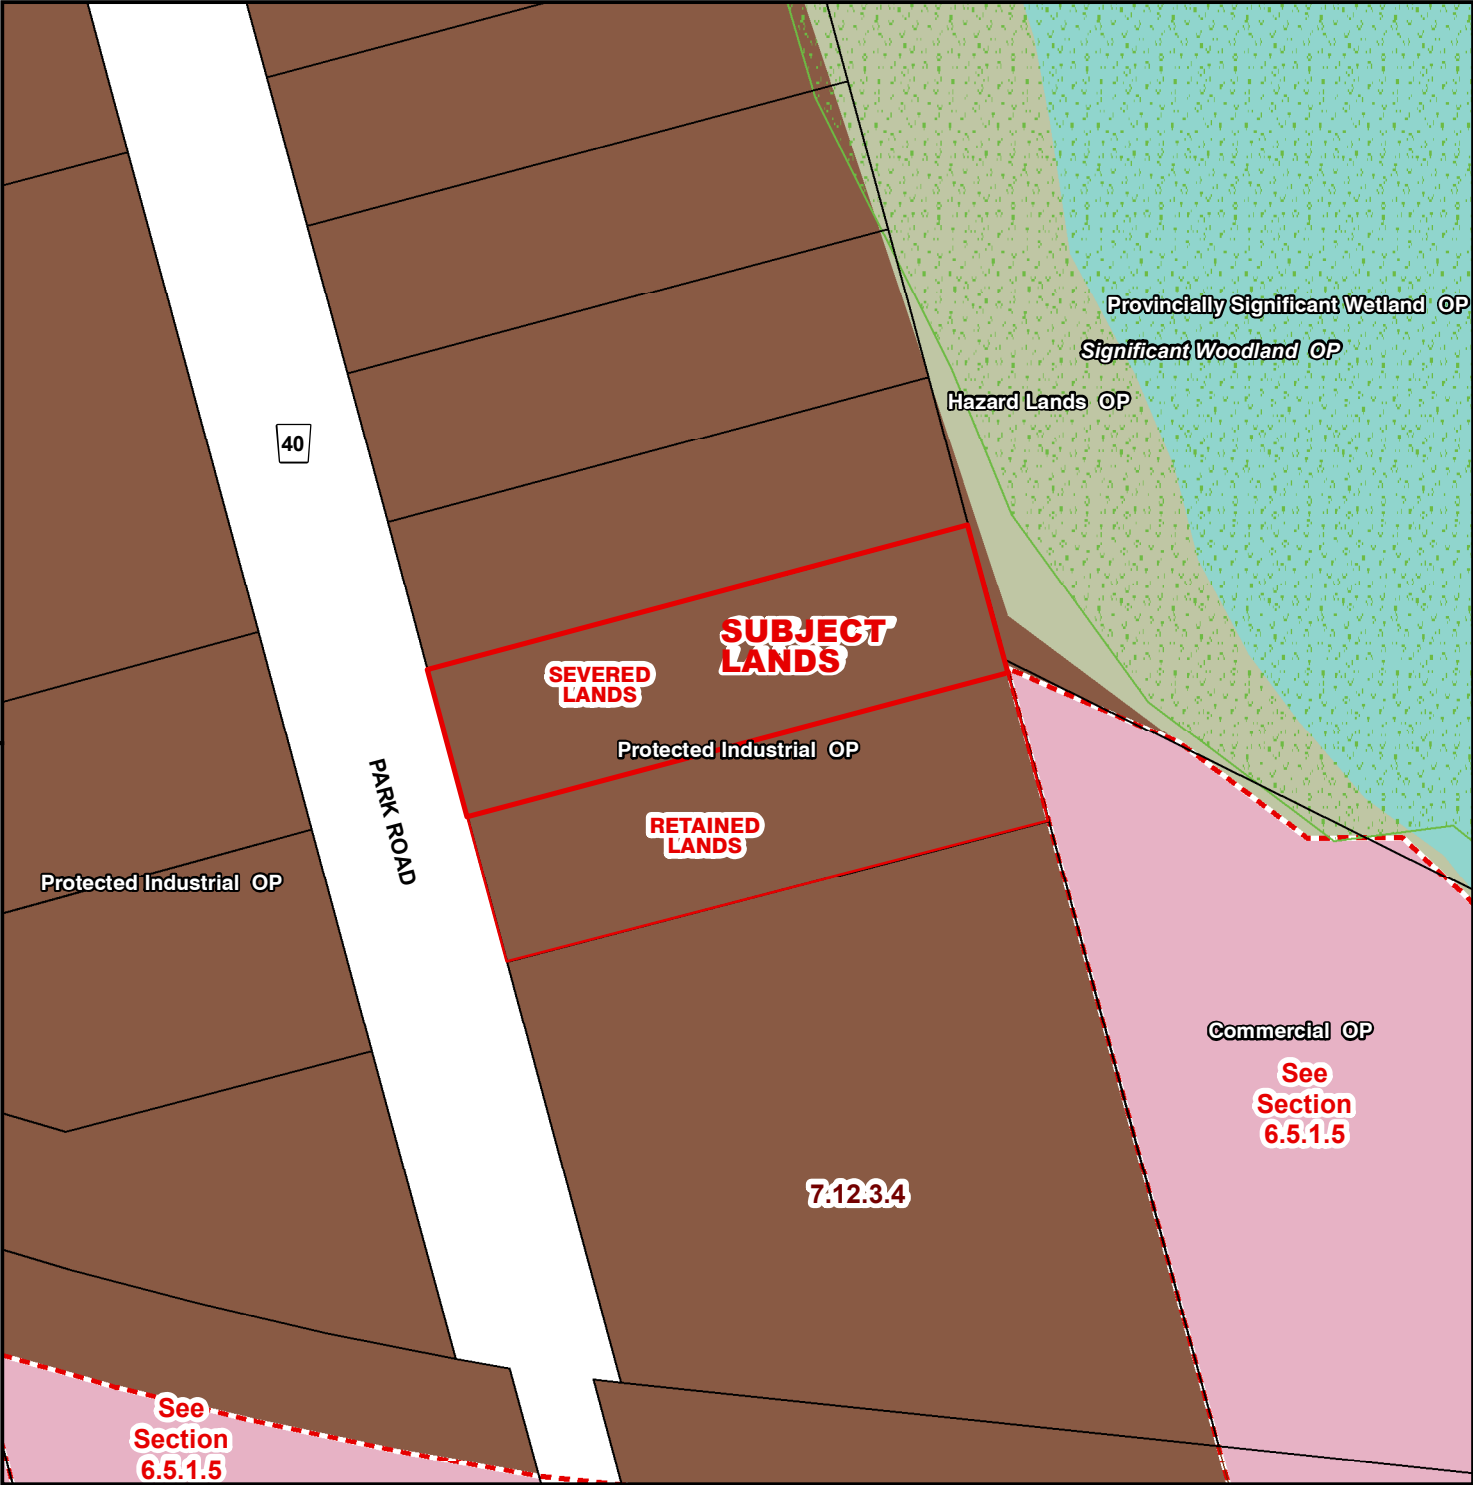 Provincially Significant Wetland OP
Significant Woodland OP
Hazard Lands OP
40
SUBJECT
LANDS
SEVERED
LANDS
Protected Industrial OP
RETAINED
LANDS
PARK ROAD
Protected Industrial OP
Commercial OP
See
Section
6.5.1.5
7.12.3.4
See
Section
6.5.1.5